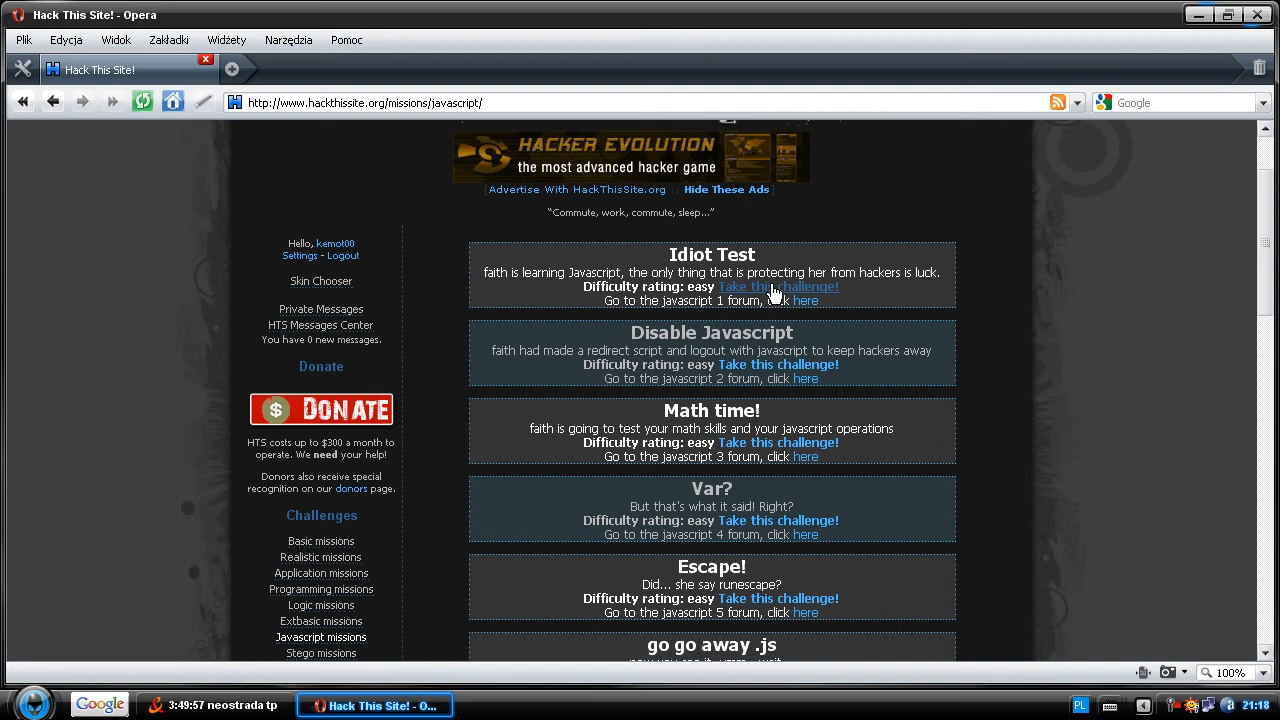 Hack This Site! - Opera
Plik Edycja Widok Zakładki Widżety Narzędzia Pomoc
Hack This Site!
http://www.hackthissite.org/missions/javascript/
Google
HACKER EVOLUTION
the most advanced hacker game
[Advertise With HackThisSite.org :: Hide These Ads]
“Commute, work, commute, sleep...”
Hello, kemot00
Settings - Logout
Skin Chooser
Private Messages
HTS Messages Center
You have 0 new messages.
Donate
$ DONATE
HTS costs up to $300 a month to
operate. We need your help!
Donors also receive special
recognition on our donors page.
Challenges
Basic missions
Realistic missions
Application missions
Programming missions
Logic missions
Extbasic missions
Javascript missions
Stego missions
Idiot Test
faith is learning Javascript, the only thing that is protecting her from hackers is luck.
Difficulty rating: easy Take this challenge!
Go to the javascript 1 forum, click here
Disable Javascript
faith had made a redirect script and logout with javascript to keep hackers away
Difficulty rating: easy Take this challenge!
Go to the javascript 2 forum, click here
Math time!
faith is going to test your math skills and your javascript operations
Difficulty rating: easy Take this challenge!
Go to the javascript 3 forum, click here
Var?
But that's what it said! Right?
Difficulty rating: easy Take this challenge!
Go to the javascript 4 forum, click here
Escape!
Did... she say runescape?
Difficulty rating: easy Take this challenge!
Go to the javascript 5 forum, click here
go go away .js
100%
Google
3:49:57 neostrada tp
Hack This Site! - O...
PL
21:18